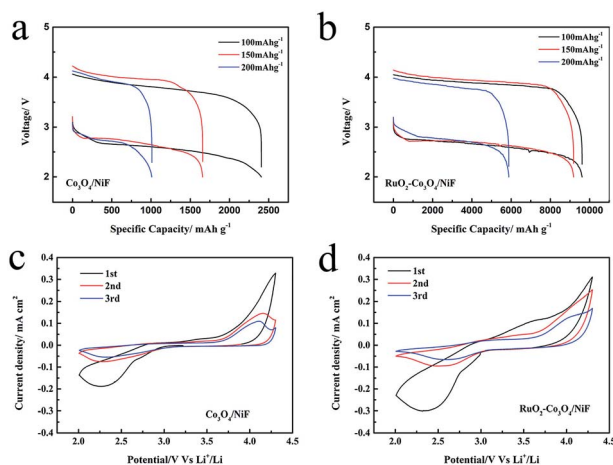 a
100mAhg⁻¹
150mAhg⁻¹
200mAhg⁻¹
Voltage/ V
5
4
3
2
Co₃O₄/NiF
0 500 1000 1500 2000 2500
Specific Capacity/ mAh g⁻¹
b
100mAhg⁻¹
150mAhg⁻¹
200mAhg⁻¹
Voltage/ V
5
4
3
2
RuO₂-Co₃O₄/NiF
0 2000 4000 6000 8000 10000
Specific Capacity/ mAh g⁻¹
c
1st
2nd
3rd
Current density/ mA cm²
0.4
0.3
0.2
0.1
0.0
-0.1
-0.2
-0.3
Co₃O₄/NiF
2.0 2.5 3.0 3.5 4.0 4.5
Potential/V Vs Li⁺/Li
d
1st
2nd
3rd
Current density/ mA cm²
0.4
0.3
0.2
0.1
0.0
-0.1
-0.2
-0.3
-0.4
RuO₂-Co₃O₄/NiF
2.0 2.5 3.0 3.5 4.0 4.5
Potential/V Vs Li⁺/Li